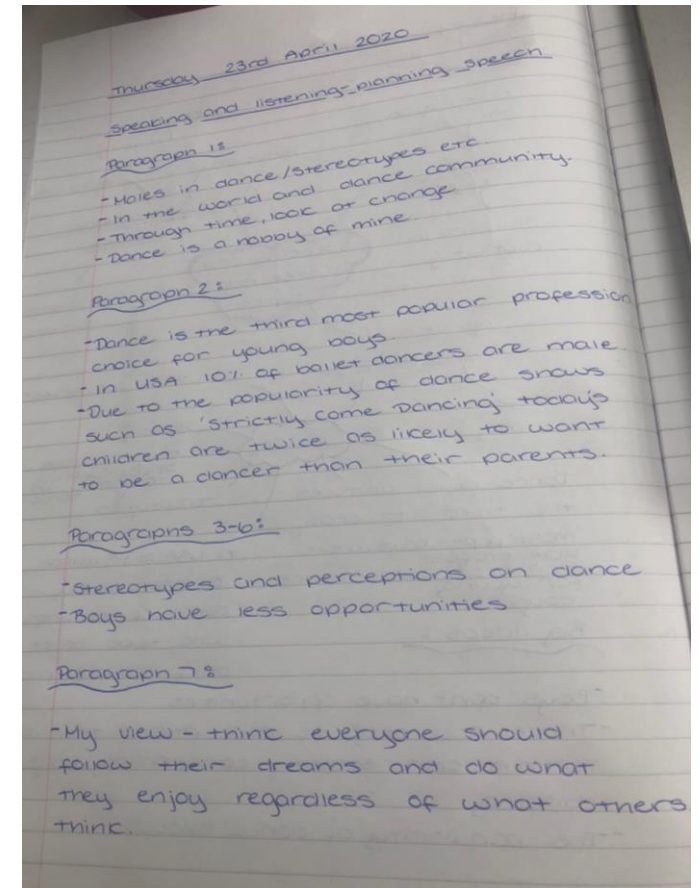 Thursday 23rd April 2020
Speaking and listening-planning speech
Paragraph 1:
- Males in dance/stereotypes etc.
- In the world and dance community.
- Through time, look at change
- Dance is a hobby of mine.
Paragraph 2:
- Dance is the third most popular profession
choice for young boys.
- In USA 10% of ballet dancers are male.
- Due to the popularity of dance shows
such as 'Strictly come Dancing' today's
children are twice as likely to want
to be a dancer than their parents.
Paragraphs 3-6:
- Stereotypes and perceptions on dance
- Boys have less opportunities
Paragraph 7:
- My view - think everyone should
follow their dreams and do what
they enjoy regardless of what others
think.